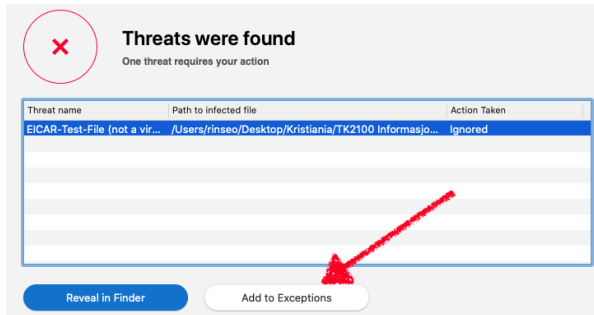 Threats were found
One threat requires your action
Threat name Path to infected file Action Taken
EICAR-Test-File (not a vir... /Users/rinseo/Desktop/Kristiania/TK2100 Informasjo... Ignored
Reveal in Finder Add to Exceptions